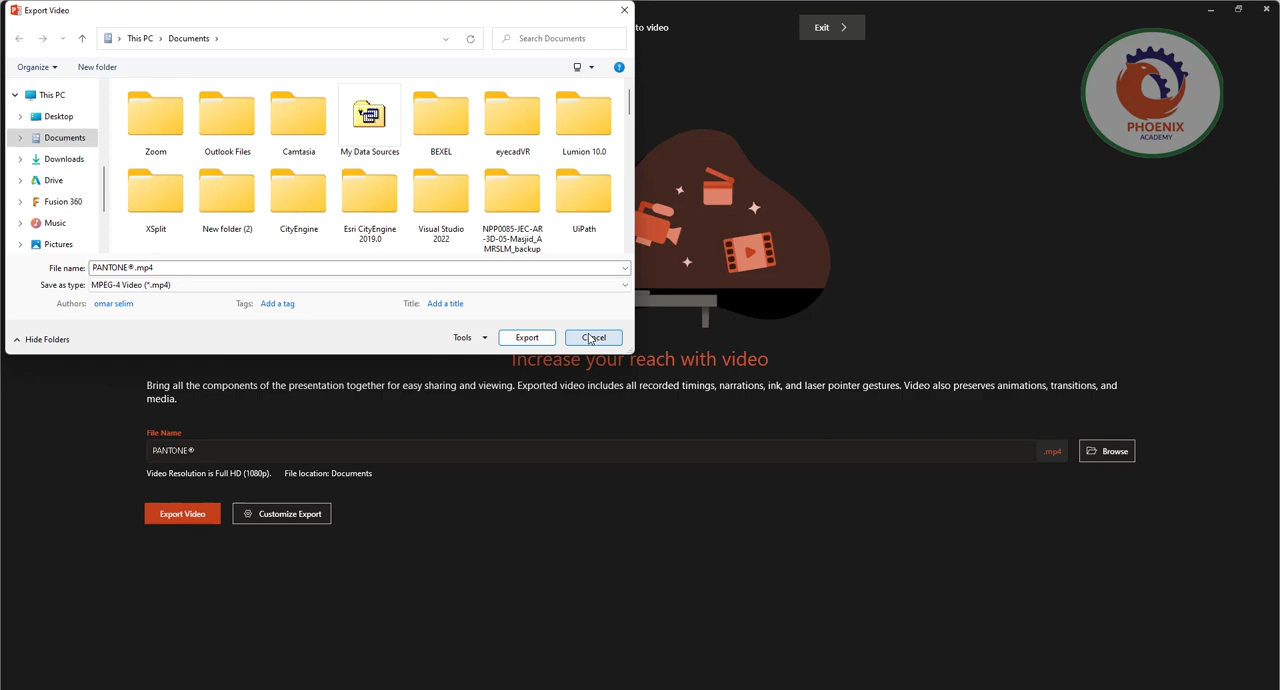 Export Video
to video
Exit
This PC > Documents >
Search Documents
Organize
New folder
This PC
Desktop
Documents
Downloads
Drive
Fusion 360
Music
Pictures
Zoom
Outlook Files
Camtasia
My Data Sources
BEXEL
eyecadVR
Lumion 10.0
XSplit
New folder (2)
CityEngine
Esri CityEngine
2019.0
Visual Studio
2022
NPP0085-JEC-AR
-3D-05-Masjid_A
MRSLM_backup
UiPath
File name: PANTONE®.mp4
Save as type: MPEG-4 Video (*.mp4)
Authors: omar selim
Tags: Add a tag
Title: Add a title
Hide Folders
Tools
Export
Cancel
PHOENIX
ACADEMY
Increase your reach with video
Bring all the components of the presentation together for easy sharing and viewing. Exported video includes all recorded timings, narrations, ink, and laser pointer gestures. Video also preserves animations, transitions, and
media.
File Name
PANTONE®
.mp4
Browse
Video Resolution is Full HD (1080p). File location: Documents
Export Video
Customize Export